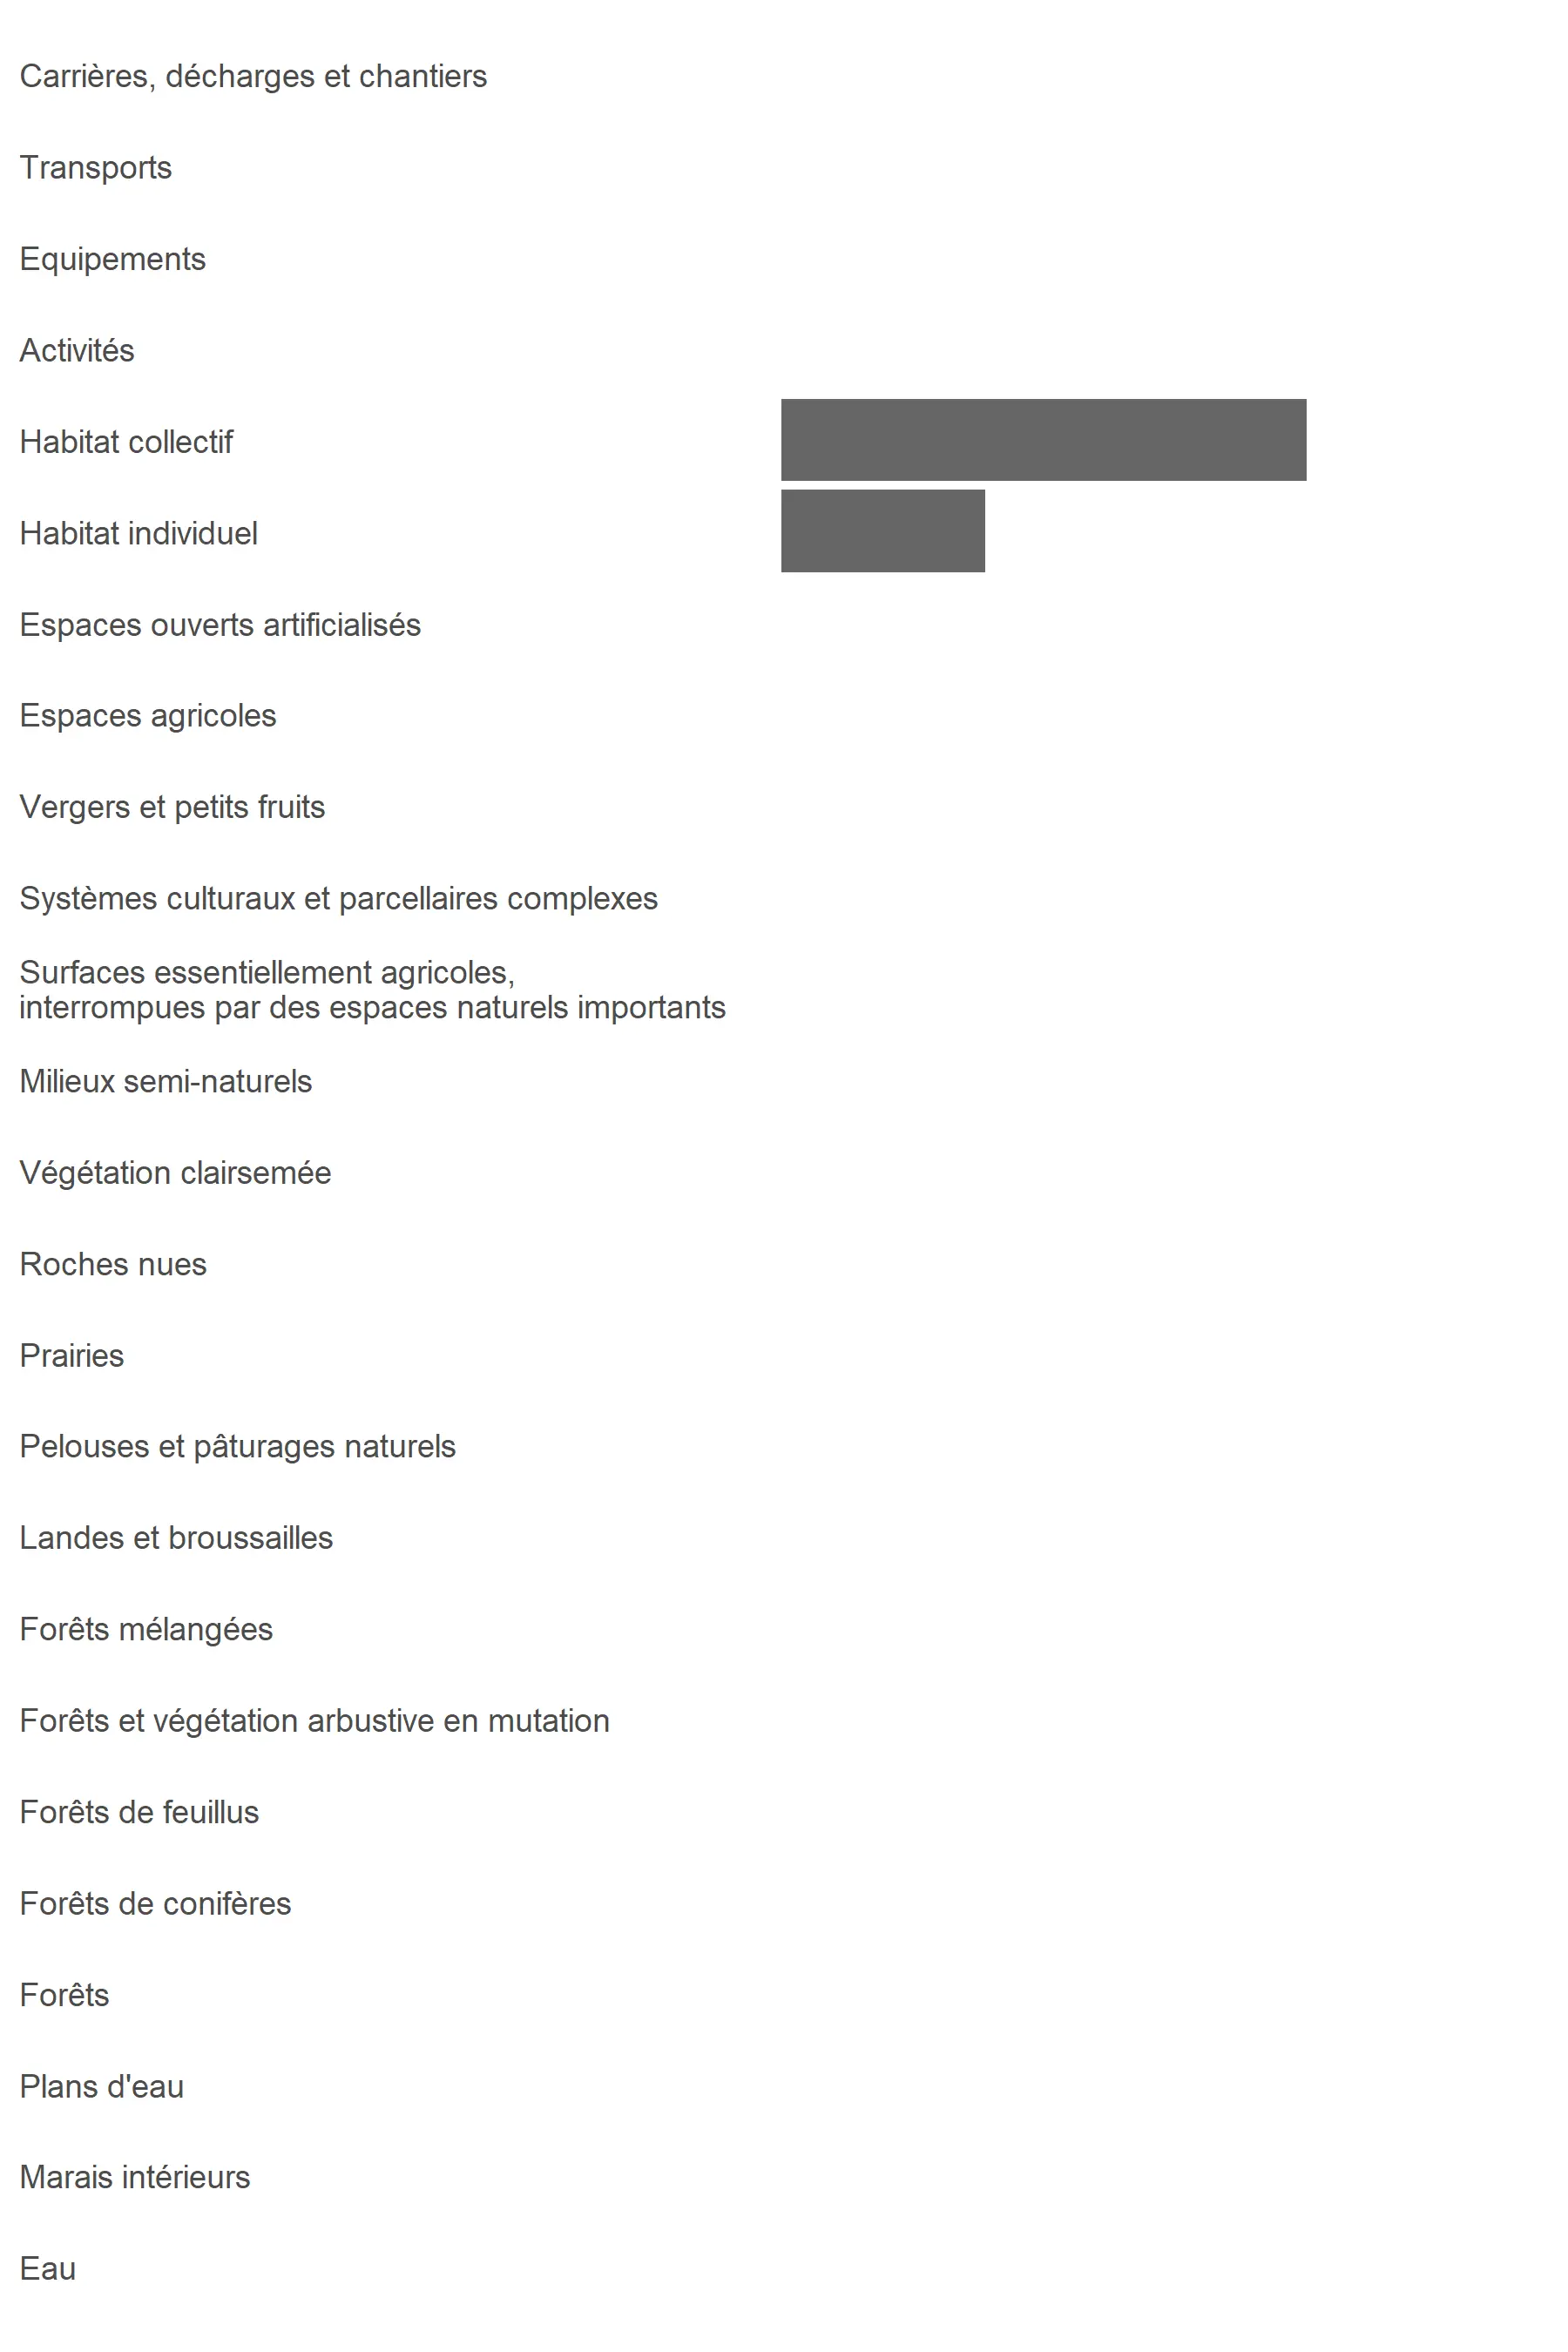 Carrières, décharges et chantiers
Transports
Equipements
Activités
Habitat collectif
Habitat individuel
Espaces ouverts artificialisés
Espaces agricoles
Vergers et petits fruits
Systèmes culturaux et parcellaires complexes
Surfaces essentiellement agricoles,
interrompues par des espaces naturels importants
Milieux semi-naturels
Végétation clairsemée
Roches nues
Prairies
Pelouses et pâturages naturels
Landes et broussailles
Forêts mélangées
Forêts et végétation arbustive en mutation
Forêts de feuillus
Forêts de conifères
Forêts
Plans d'eau
Marais intérieurs
Eau